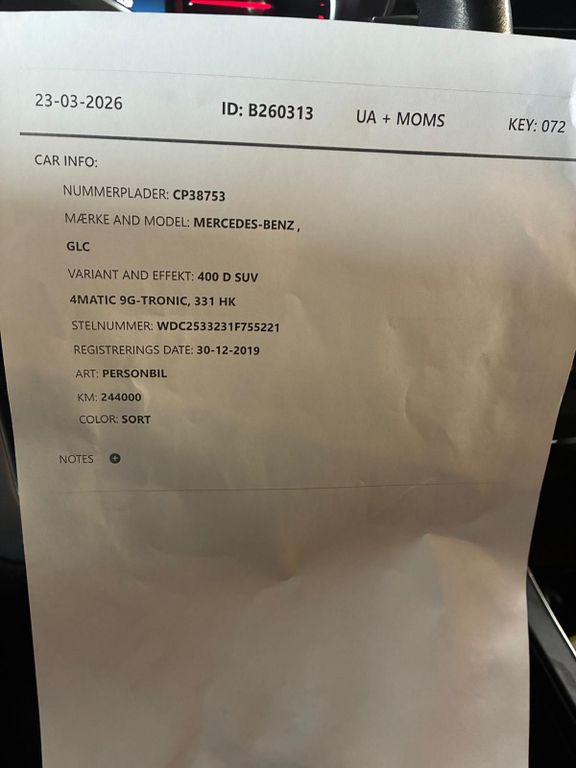 23-03-2026 ID: B260313 UA + MOMS KEY: 072
CAR INFO:
NUMMERPLADER: CP38753
MÆRKE AND MODEL: MERCEDES-BENZ ,
GLC
VARIANT AND EFFEKT: 400 D SUV
4MATIC 9G-TRONIC, 331 HK
STELNUMMER: WDC2533231F755221
REGISTRERINGS DATE: 30-12-2019
ART: PERSONBIL
KM: 244000
COLOR: SORT
NOTES